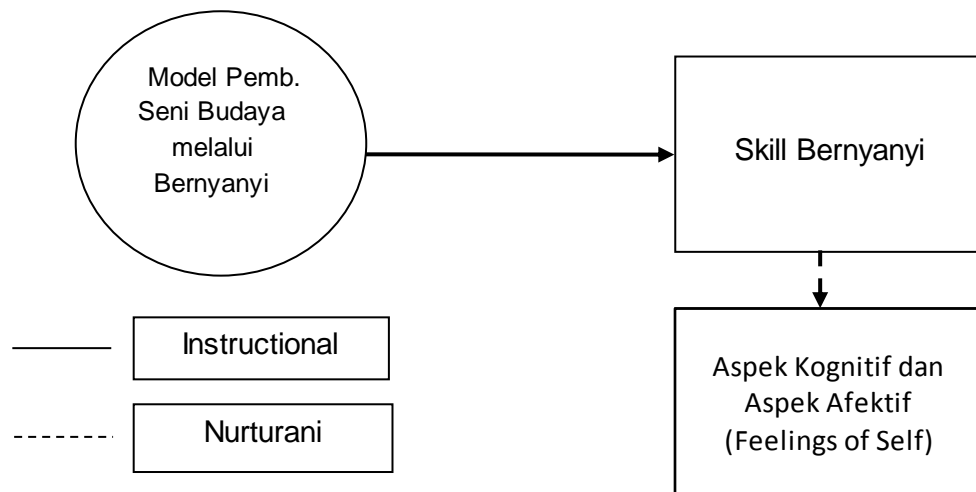 Model Pemb.
Seni Budaya
melalui
Bernyanyi
Skill Bernyanyi
Instructional
Nurturani
Aspek Kognitif dan
Aspek Afektif
(Feelings of Self)